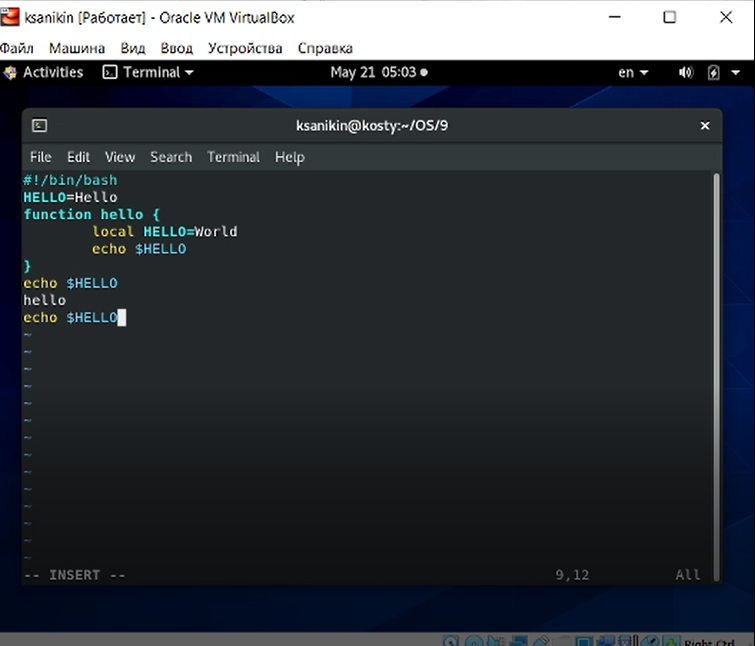 ksanikin [Работает] - Oracle VM VirtualBox
Файл Машина Вид Ввод Устройства Справка
Activities Terminal May 21 05:03 en
ksanikin@kosty:~/OS/9
File Edit View Search Terminal Help
#!/bin/bash
HELLO=Hello
function hello {
        local HELLO=World
        echo $HELLO
}
echo $HELLO
hello
echo $HELLO
~
~
~
~
~
~
~
~
~
~
~
~
~
~
-- INSERT -- 9,12 All
Right Ctrl